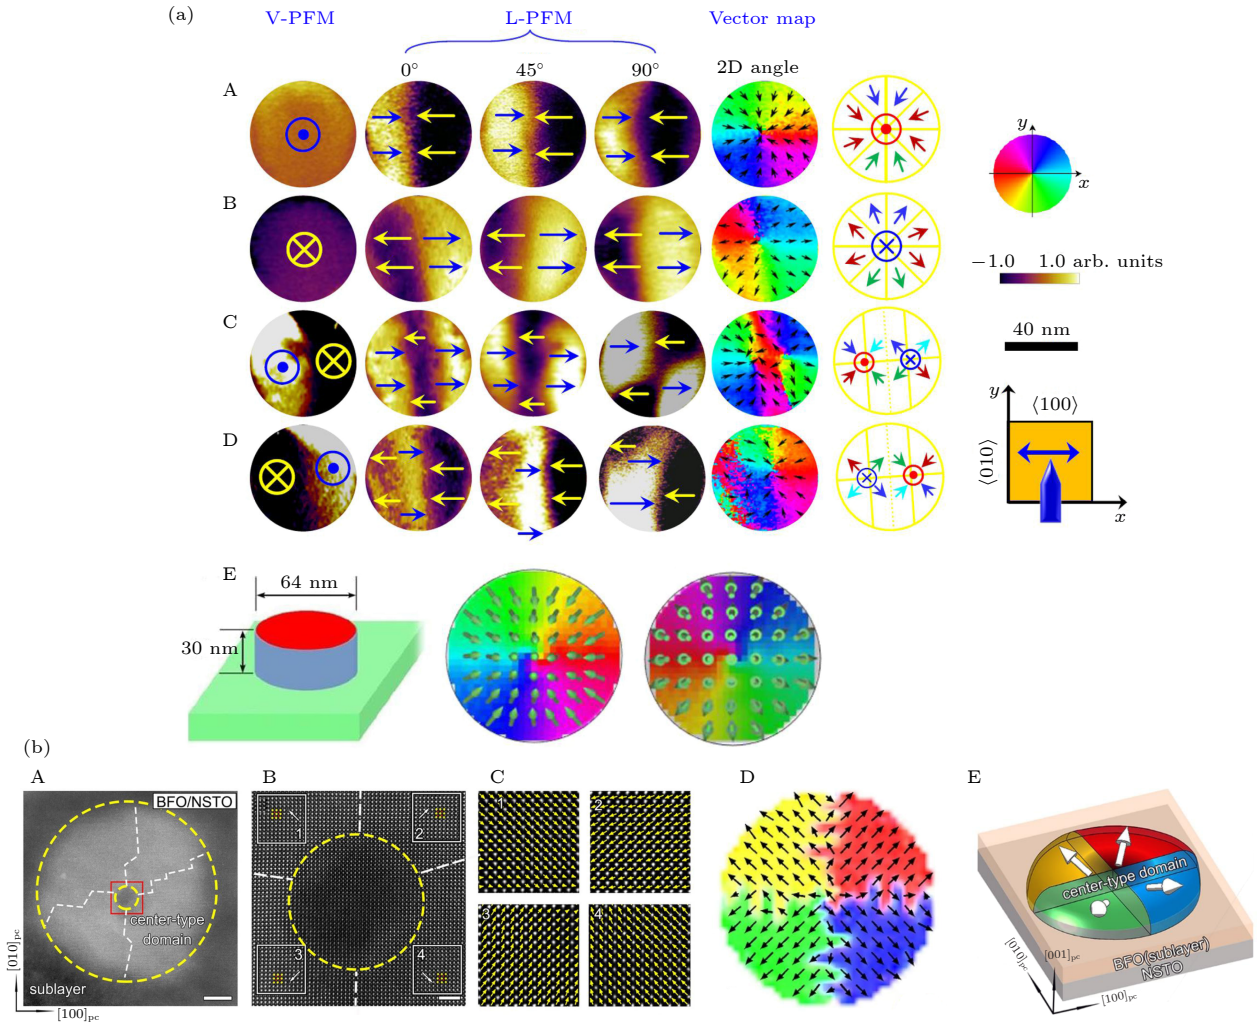 (a)
V-PFM
L-PFM
Vector map
0°
45°
90°
2D angle
A
B
C
D
y
x
−1.0
1.0 arb. units
40 nm
y
⟨100⟩
⟨010⟩
x
E
64 nm
30 nm
(b)
A
B
C
D
E
BFO/NSTO
center-type
domain
sublayer
[010]pc
[100]pc
1
2
3
4
1
2
3
4
center-type domain
BFO(sublayer)
NSTO
[010]pc
[001]pc
[100]pc